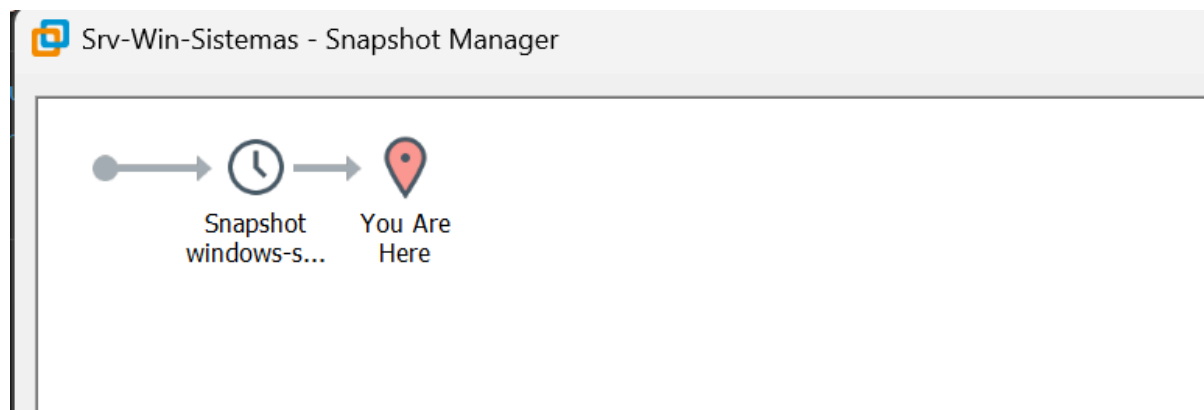 Srv-Win-Sistemas - Snapshot Manager
Snapshot
windows-s...
You Are
Here